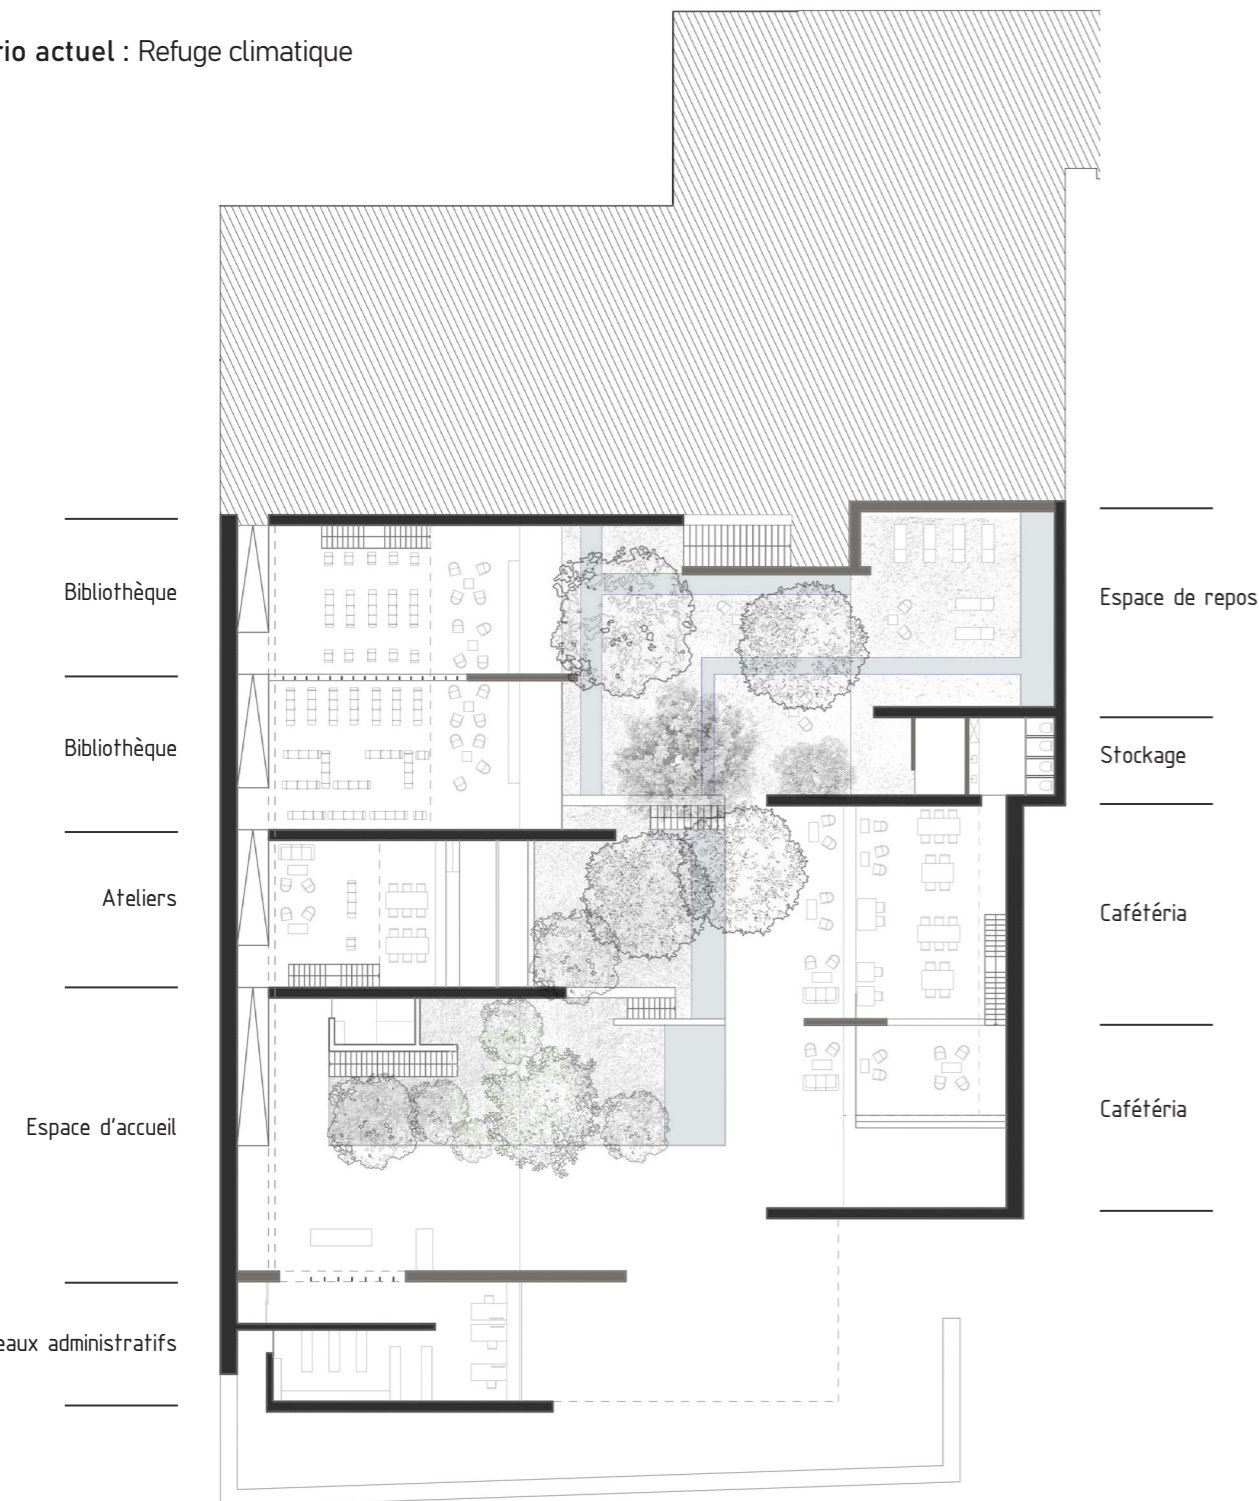 rio actuel : Refuge climatique
Bibliothèque
Bibliothèque
Ateliers
Espace d'accueil
eaux administratifs
Espace de repos
Stockage
Cafétéria
Cafétéria